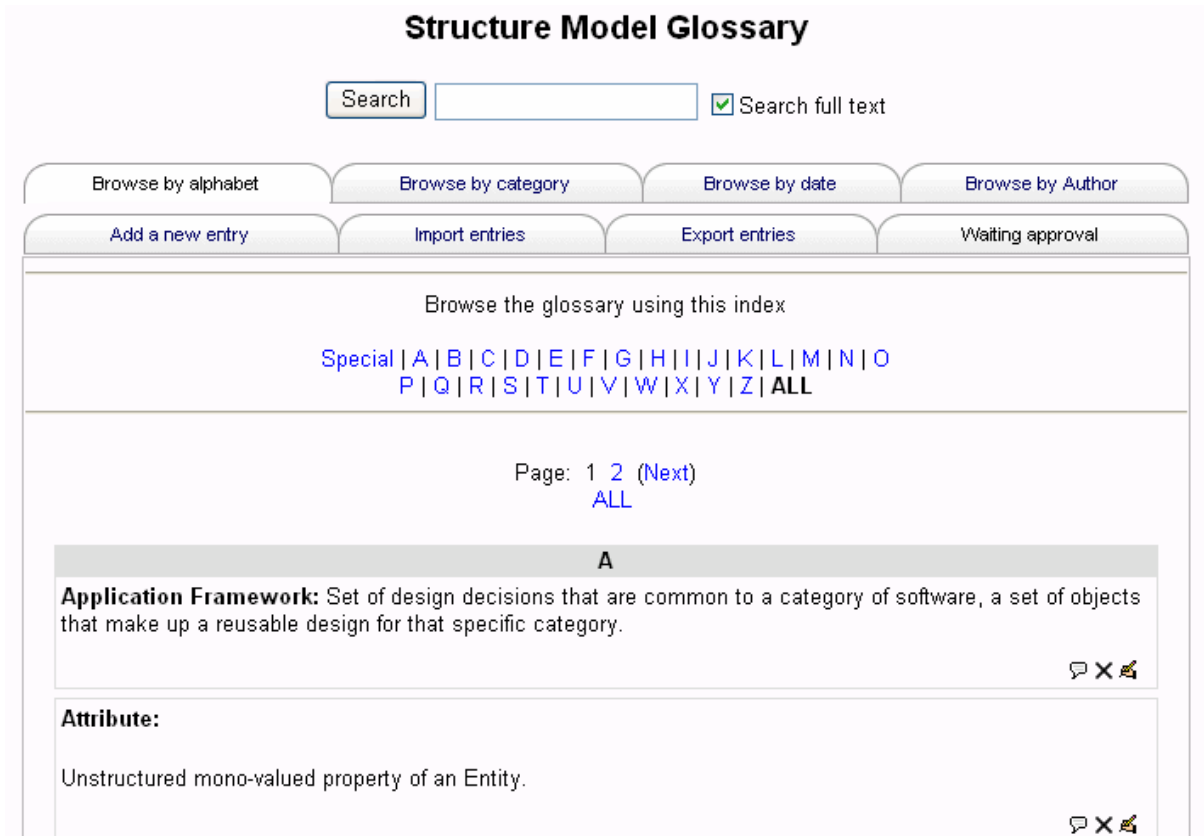 Structure Model Glossary
Search Search full text
Browse by alphabet Browse by category Browse by date Browse by Author
Add a new entry Import entries Export entries Waiting approval
Browse the glossary using this index
Special | A | B | C | D | E | F | G | H | I | J | K | L | M | N | O
P | Q | R | S | T | U | V | W | X | Y | Z | ALL
Page: 1 2 (Next)
ALL
A
Application Framework: Set of design decisions that are common to a category of software, a set of objects
that make up a reusable design for that specific category.
Attribute:
Unstructured mono-valued property of an Entity.